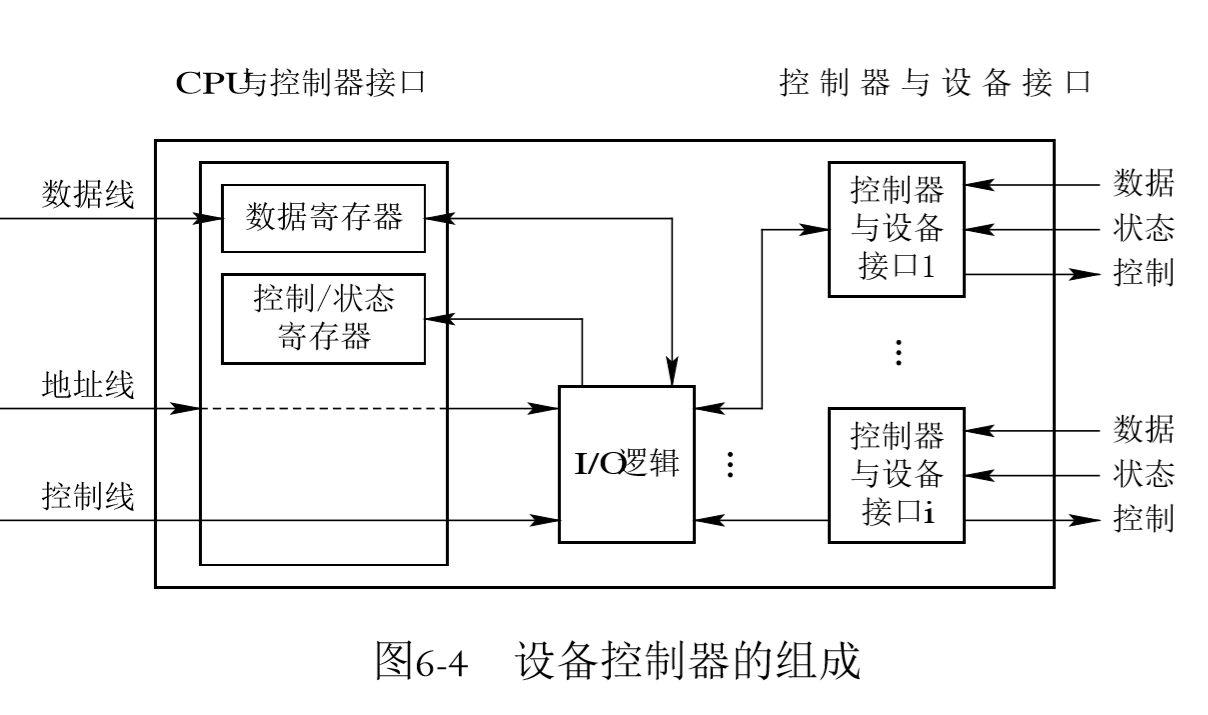 CPU与控制器接口
控制器与设备接口
数据线
数据寄存器
控制/状态
寄存器
地址线
控制线
I/O逻辑
控制器
与设备
接口1
数据
状态
控制
控制器
与设备
接口i
数据
状态
控制
图6-4 设备控制器的组成